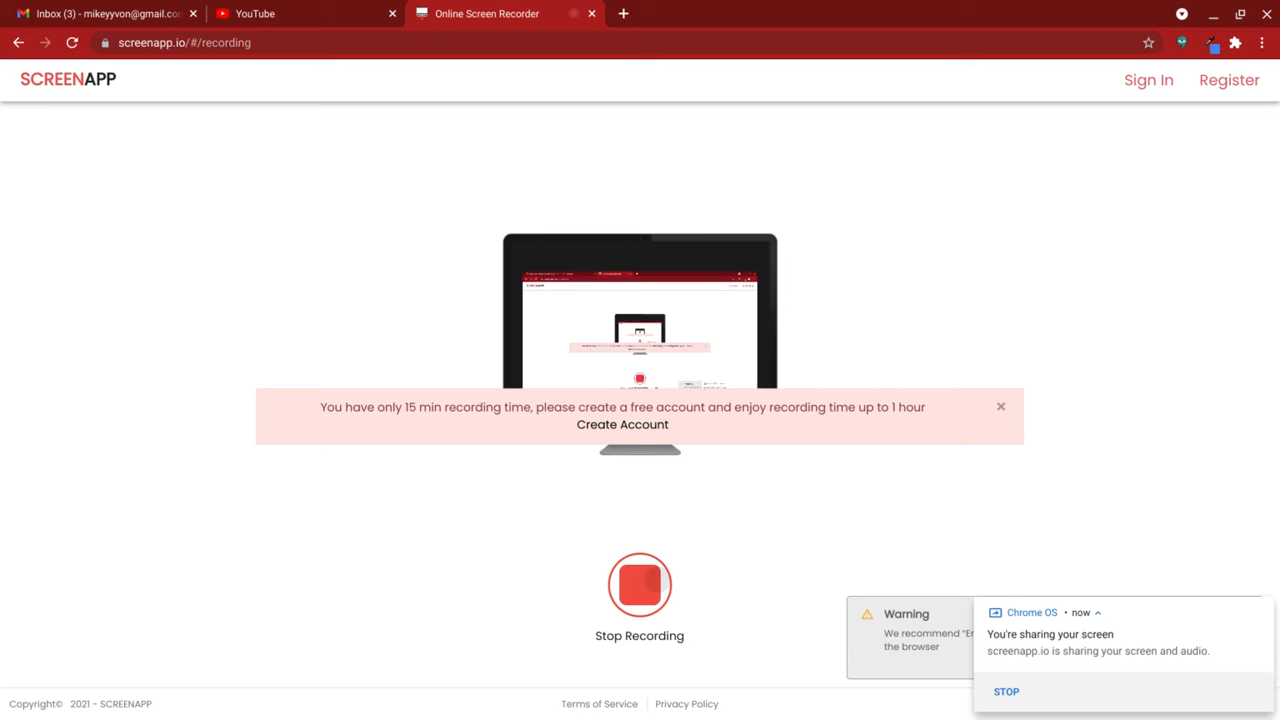 Inbox (3) - mikeyyvon@gmail.co
YouTube
Online Screen Recorder
screenapp.io/#/recording
SCREENAPP
Sign In
Register
You have only 15 min recording time, please create a free account and enjoy recording time up to 1 hour
Create Account
Stop Recording
Warning
We recommend "En
the browser
Chrome OS • now
You're sharing your screen
screenapp.io is sharing your screen and audio.
STOP
Copyright© 2021 - SCREENAPP
Terms of Service
Privacy Policy